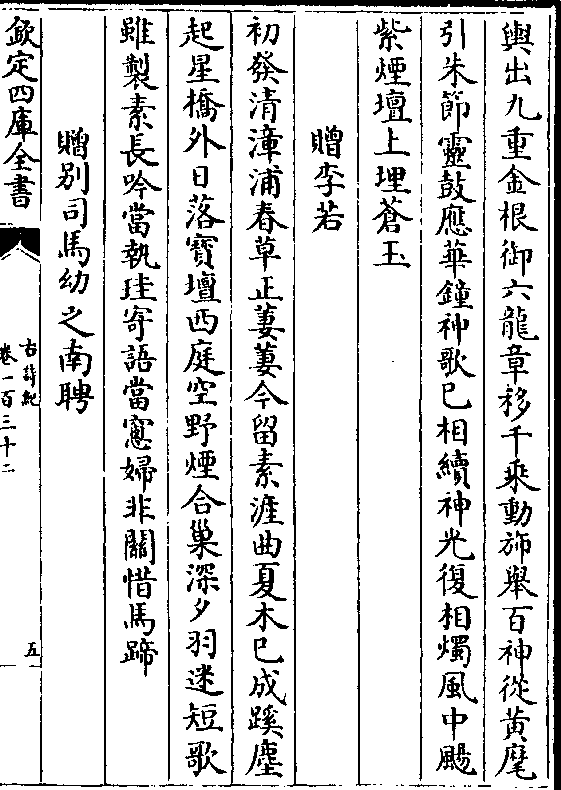 輿出九重金根御六龍章移千乘動斾舉百神從黄麾
引朱節靈鼓應華鐘神歌已相續神光復相燭風中颺
紫煙壇上埋蒼玉
贈李若
初發清漳浦春草正萋萋今留素滻曲夏木已成蹊塵
起星橋外日落寶壇西庭空野煙合巢深夕羽迷短歌
雖製素長吟當執珪寄語當窻婦非關惜馬蹄
贈別司馬幼之南聘
欽定四庫全書
古詩紀
卷一百三十二
五